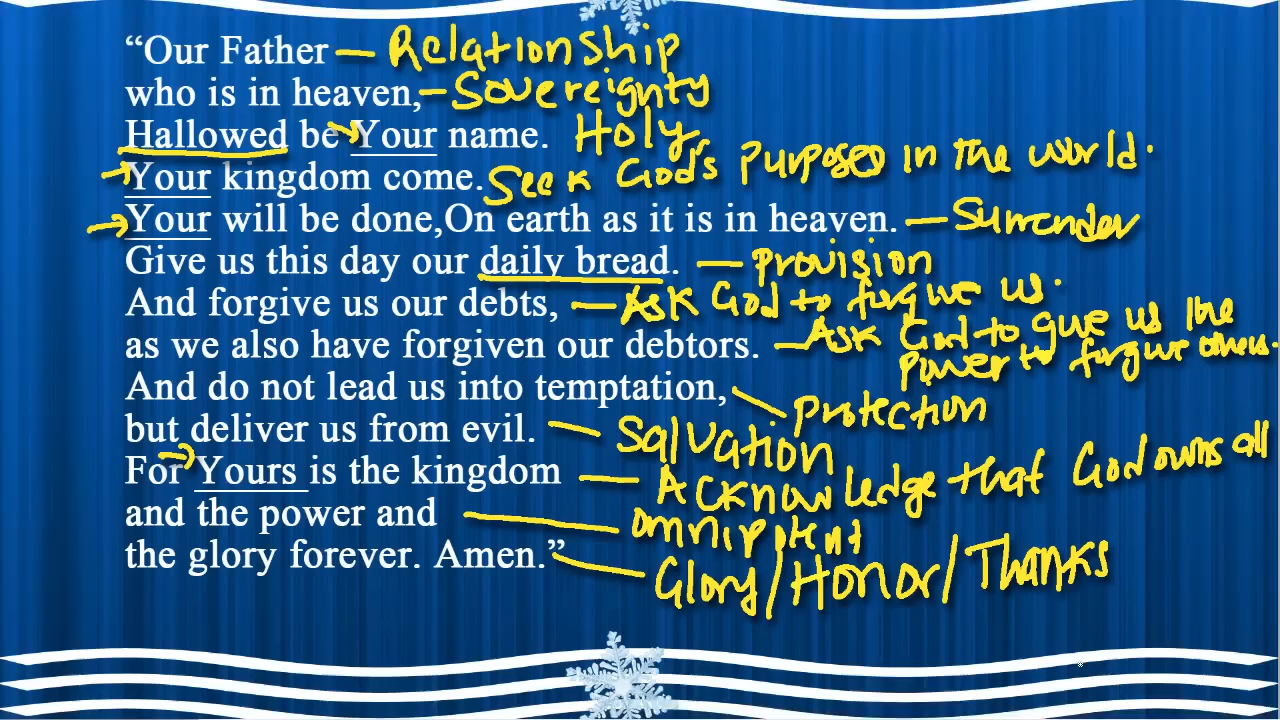 “Our Father — Relationship
who is in heaven, — Sovereignty
Hallowed be Your name. Holy
Your kingdom come. Seek God's purposes in the world.
Your will be done,On earth as it is in heaven. — Surrender
Give us this day our daily bread. — provision
And forgive us our debts, — Ask God to forgive us.
as we also have forgiven our debtors. — Ask God to give us the
power to forgive others.
And do not lead us into temptation, protection
but deliver us from evil. — Salvation
For Yours is the kingdom — Acknowledge that God owns all
and the power and — omnipotent
the glory forever. Amen.” — Glory/Honor/Thanks